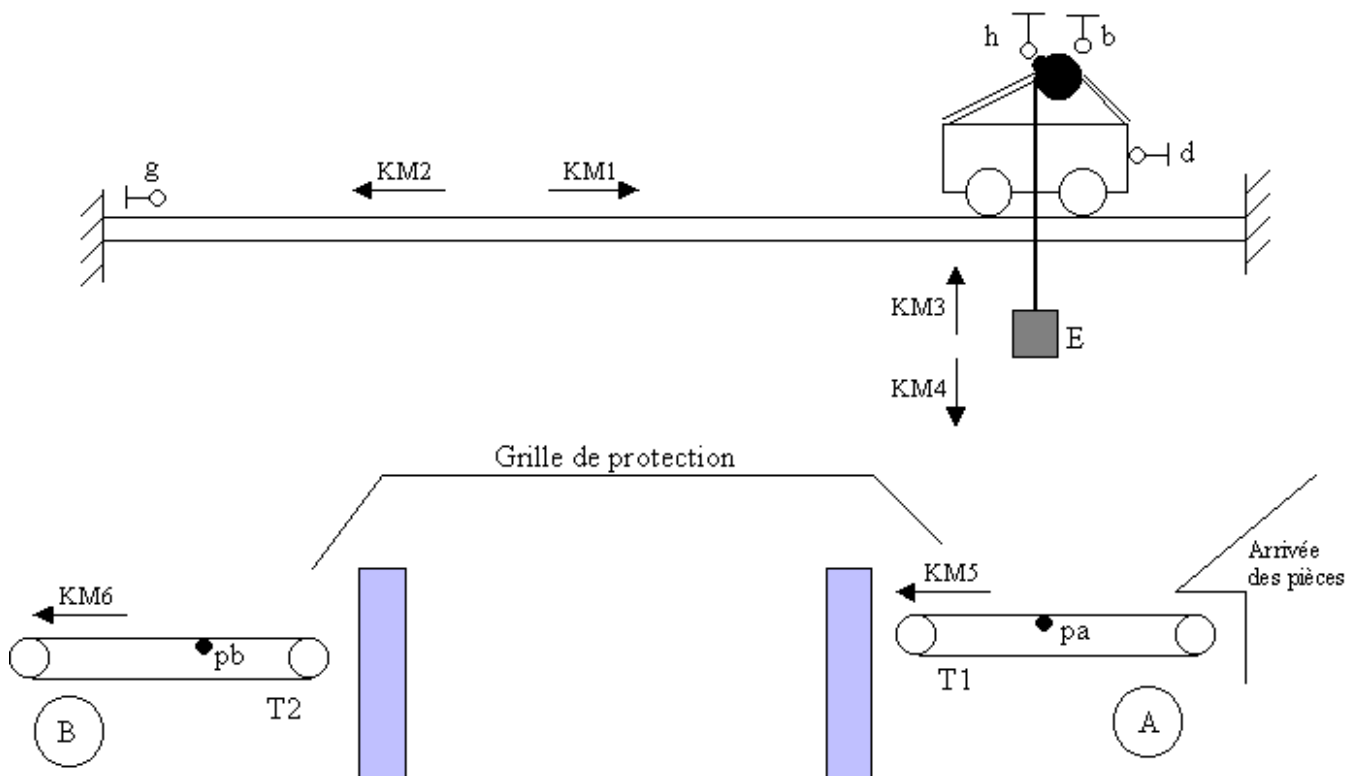 h
b
d
g
KM2
KM1
KM3
E
KM4
Grille de protection
Arrivée
des pièces
KM5
KM6
pa
pb
T1
T2
B
A